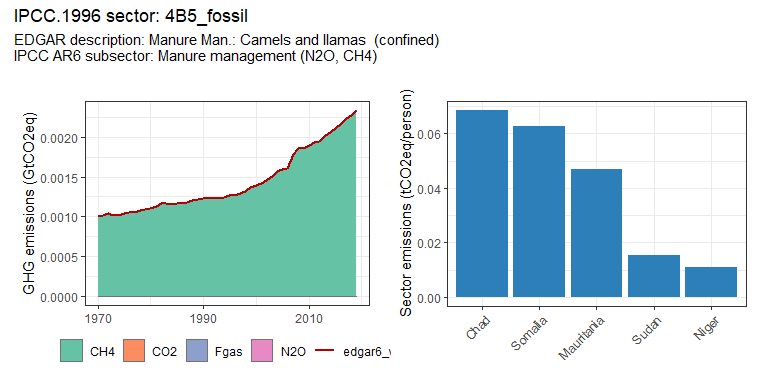 IPCC.1996 sector: 4B5_fossil
EDGAR description: Manure Man.: Camels and llamas (confined)
IPCC AR6 subsector: Manure management (N2O, CH4)
GHG emissions (GtCO2eq)
0.0020
0.0015
0.0010
0.0005
0.0000
1970
1990
2010
CH4
CO2
Fgas
N2O
edgar6_
Sector emissions (tCO2eq/person)
0.06
0.04
0.02
0.00
Chad
Somalia
Mauritania
Sudan
Niger